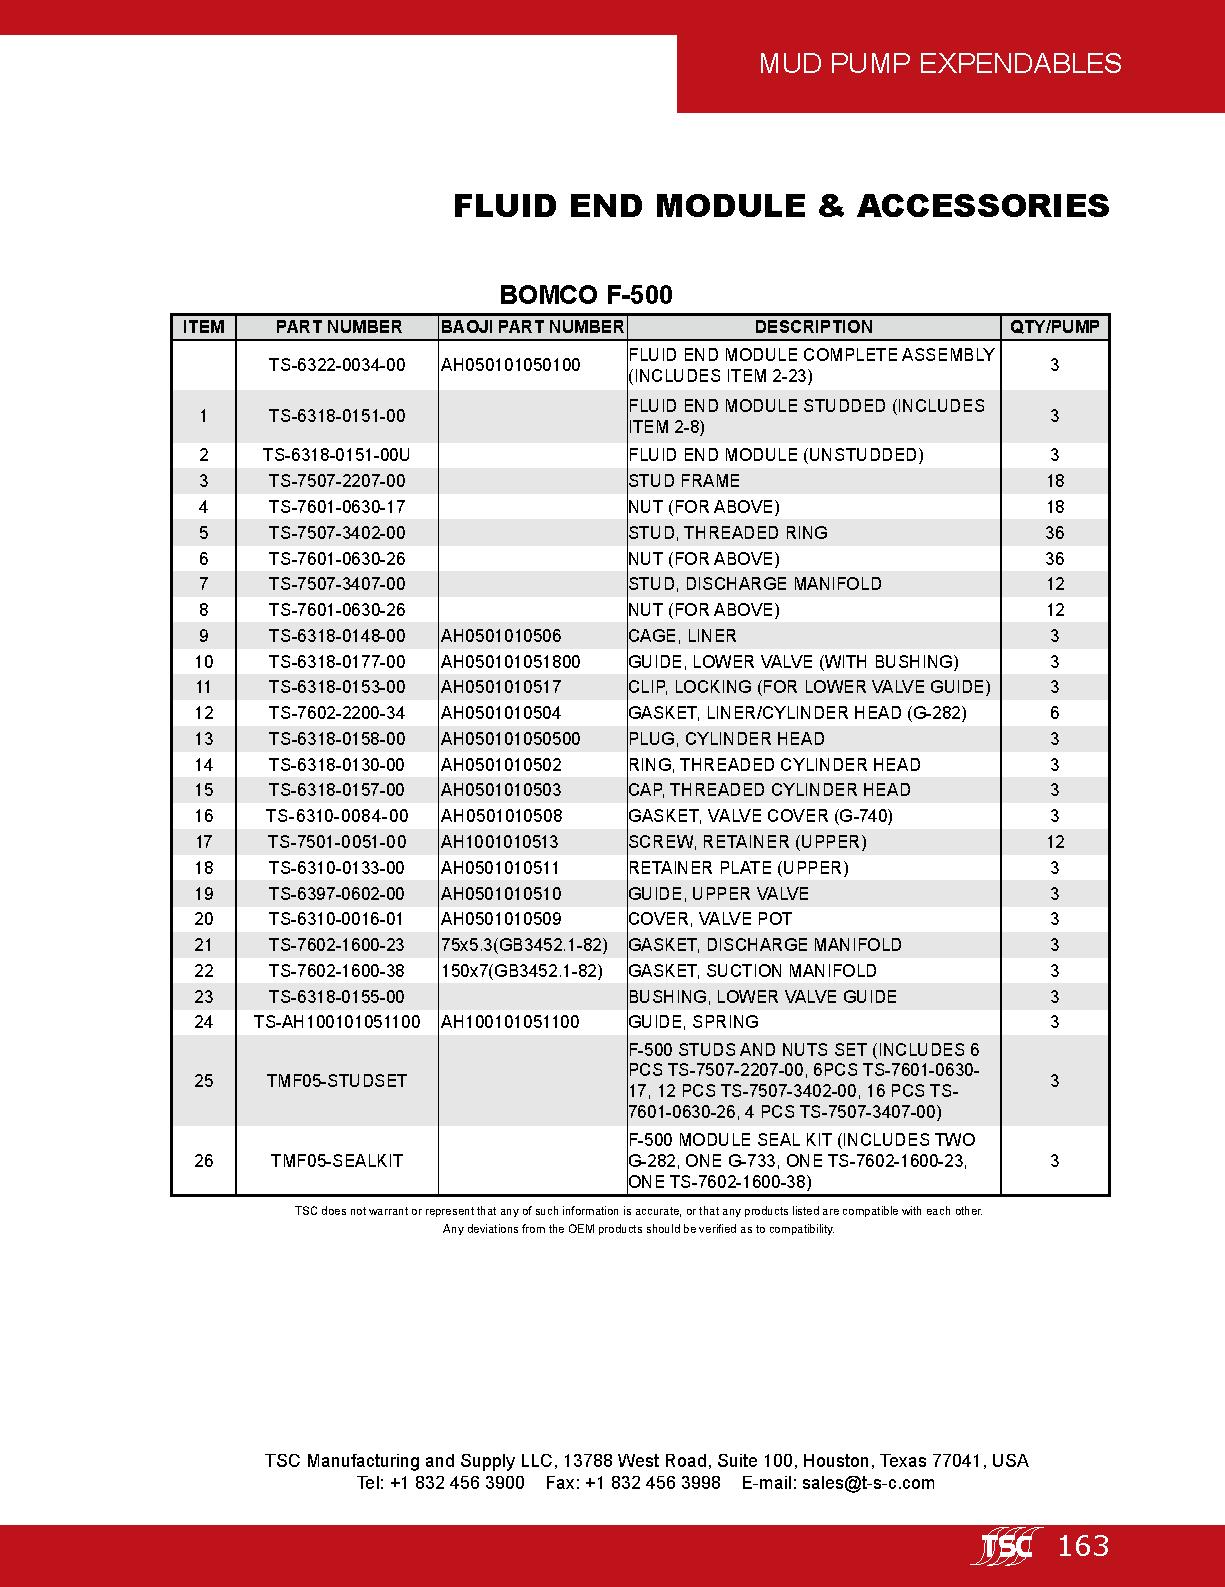 MUD PUMP EXPENDABLES
FLUID END MODULE & ACCESSORIES
BOMCO F-500
ITEM PART NUMBER BAOJI PART NUMBER DESCRIPTION QTY/PUMP
TS-6322-0034-00 AH050101050100 FLUID END MODULE COMPLETE ASSEMBLY (INCLUDES ITEM 2-23) 3
1 TS-6318-0151-00 FLUID END MODULE STUDDED (INCLUDES ITEM 2-8) 3
2 TS-6318-0151-00U FLUID END MODULE (UNSTUDDED) 3
3 TS-7507-2207-00 STUD FRAME 18
4 TS-7601-0630-17 NUT (FOR ABOVE) 18
5 TS-7507-3402-00 STUD, THREADED RING 36
6 TS-7601-0630-26 NUT (FOR ABOVE) 36
7 TS-7507-3407-00 STUD, DISCHARGE MANIFOLD 12
8 TS-7601-0630-26 NUT (FOR ABOVE) 12
9 TS-6318-0148-00 AH0501010506 CAGE, LINER 3
10 TS-6318-0177-00 AH050101051800 GUIDE, LOWER VALVE (WITH BUSHING) 3
11 TS-6318-0153-00 AH0501010517 CLIP, LOCKING (FOR LOWER VALVE GUIDE) 3
12 TS-7602-2200-34 AH0501010504 GASKET, LINER/CYLINDER HEAD (G-282) 6
13 TS-6318-0158-00 AH050101050500 PLUG, CYLINDER HEAD 3
14 TS-6318-0130-00 AH0501010502 RING, THREADED CYLINDER HEAD 3
15 TS-6318-0157-00 AH0501010503 CAP, THREADED CYLINDER HEAD 3
16 TS-6310-0084-00 AH0501010508 GASKET, VALVE COVER (G-740) 3
17 TS-7501-0051-00 AH1001010513 SCREW, RETAINER (UPPER) 12
18 TS-6310-0133-00 AH0501010511 RETAINER PLATE (UPPER) 3
19 TS-6397-0602-00 AH0501010510 GUIDE, UPPER VALVE 3
20 TS-6310-0016-01 AH0501010509 COVER, VALVE POT 3
21 TS-7602-1600-23 75x5.3(GB3452.1-82) GASKET, DISCHARGE MANIFOLD 3
22 TS-7602-1600-38 150x7(GB3452.1-82) GASKET, SUCTION MANIFOLD 3
23 TS-6318-0155-00 BUSHING, LOWER VALVE GUIDE 3
24 TS-AH100101051100 AH100101051100 GUIDE, SPRING 3
25 TMF05-STUDSET F-500 STUDS AND NUTS SET (INCLUDES 6
PCS TS-7507-2207-00, 6PCS TS-7601-0630-
17, 12 PCS TS-7507-3402-00, 16 PCS TS-
7601-0630-26, 4 PCS TS-7507-3407-00) 3
26 TMF05-SEALKIT F-500 MODULE SEAL KIT (INCLUDES TWO
G-282, ONE G-733, ONE TS-7602-1600-23,
ONE TS-7602-1600-38) 3
TSC does not warrant or represent that any of such information is accurate, or that any products listed are compatible with each other.
Any deviations from the OEM products should be verified as to compatibility.
TSC Manufacturing and Supply LLC, 13788 West Road, Suite 100, Houston, Texas 77041, USA
Tel: +1 832 456 3900 Fax: +1 832 456 3998 E-mail: sales@t-s-c.com
TSC 163